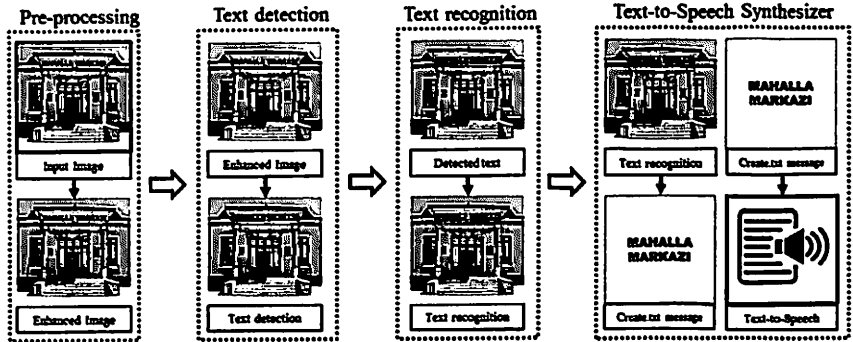 Pre-processing
Input Image
Enhanced Image
Text detection
Enhanced Image
Text detection
Text recognition
Detected text
Text recognition
Text-to-Speech Synthesizer
Text recognition
MAHALLA
MARKAZI
Create.txt message
MAHALLA
MARKAZI
Create.txt message
Text-to-Speech